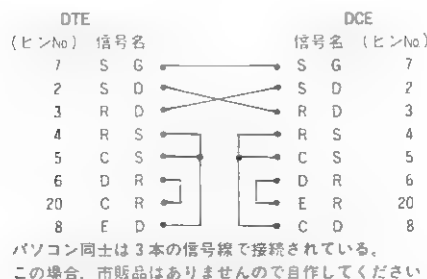 DTE DCE
(ピンNo) 信号名 信号名 (ピンNo)
7 S G S G 7
2 S D S D 2
3 R D R D 3
4 R S R S 4
5 C S C S 5
6 D R D R 6
20 C R E R 20
8 E D C D 8
パソコン同士は3本の信号線で接続されている。
この場合，市販品はありませんので自作してください